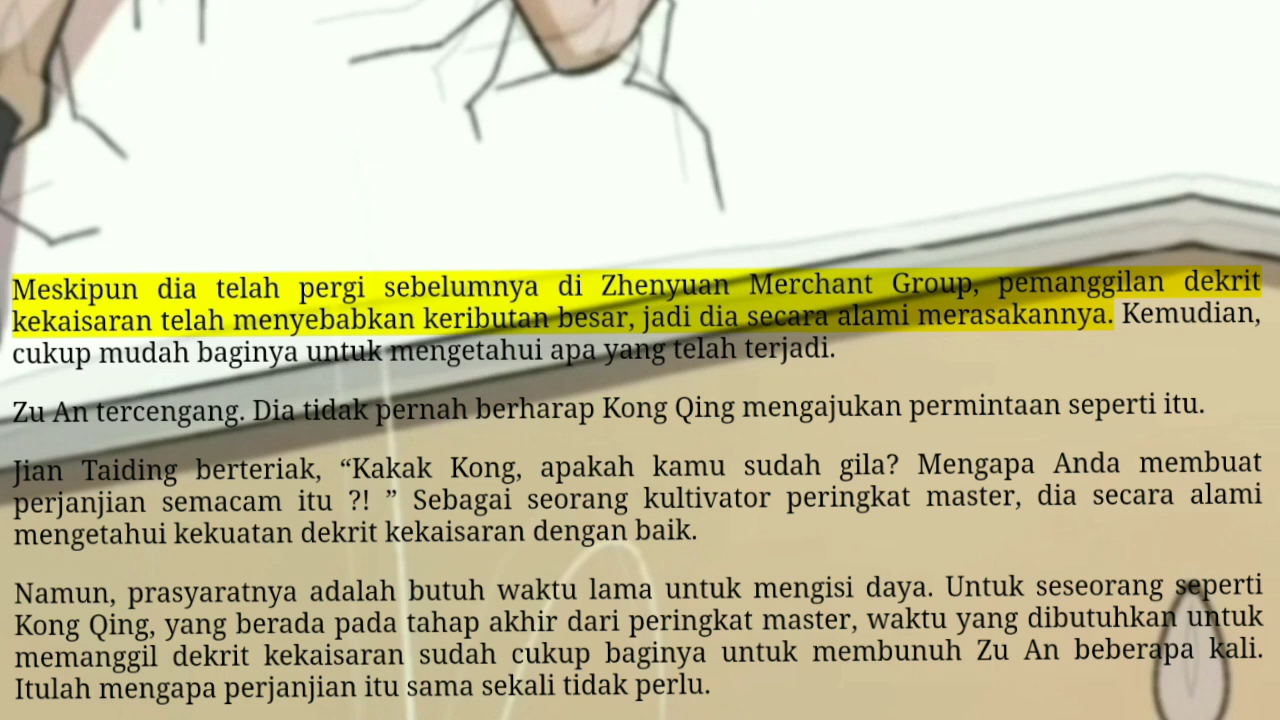 Meskipun dia telah pergi sebelumnya di Zhenyuan Merchant Group, pemanggilan dekrit
kekaisaran telah menyebabkan keributan besar, jadi dia secara alami merasakannya. Kemudian,
cukup mudah baginya untuk mengetahui apa yang telah terjadi.
Zu An tercengang. Dia tidak pernah berharap Kong Qing mengajukan permintaan seperti itu.
Jian Taiding berteriak, “Kakak Kong, apakah kamu sudah gila? Mengapa Anda membuat
perjanjian semacam itu ?! ” Sebagai seorang kultivator peringkat master, dia secara alami
mengetahui kekuatan dekrit kekaisaran dengan baik.
Namun, prasyaratnya adalah butuh waktu lama untuk mengisi daya. Untuk seseorang seperti
Kong Qing, yang berada pada tahap akhir dari peringkat master, waktu yang dibutuhkan untuk
memanggil dekrit kekaisaran sudah cukup baginya untuk membunuh Zu An beberapa kali.
Itulah mengapa perjanjian itu sama sekali tidak perlu.